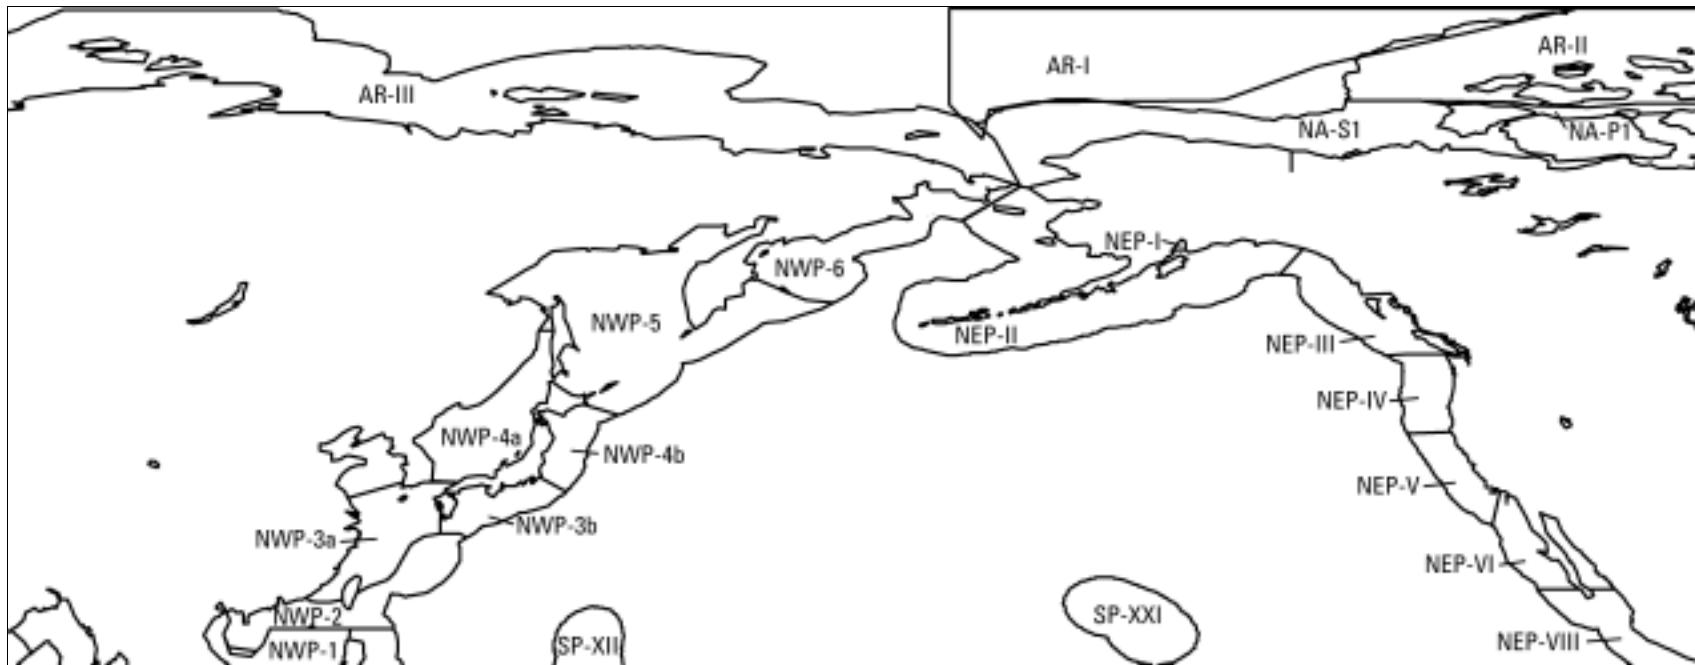 AR-I
AR-II
AR-III
NA-S1
NA-P1
NEP-I
NWP-6
NWP-5
NEP-II
NEP-III
NEP-IV
NWP-4a
NWP-4b
NEP-V
NWP-3b
NWP-3a
NEP-VI
NWP-2
SP-XXI
NEP-VIII
SP-XII
NWP-1